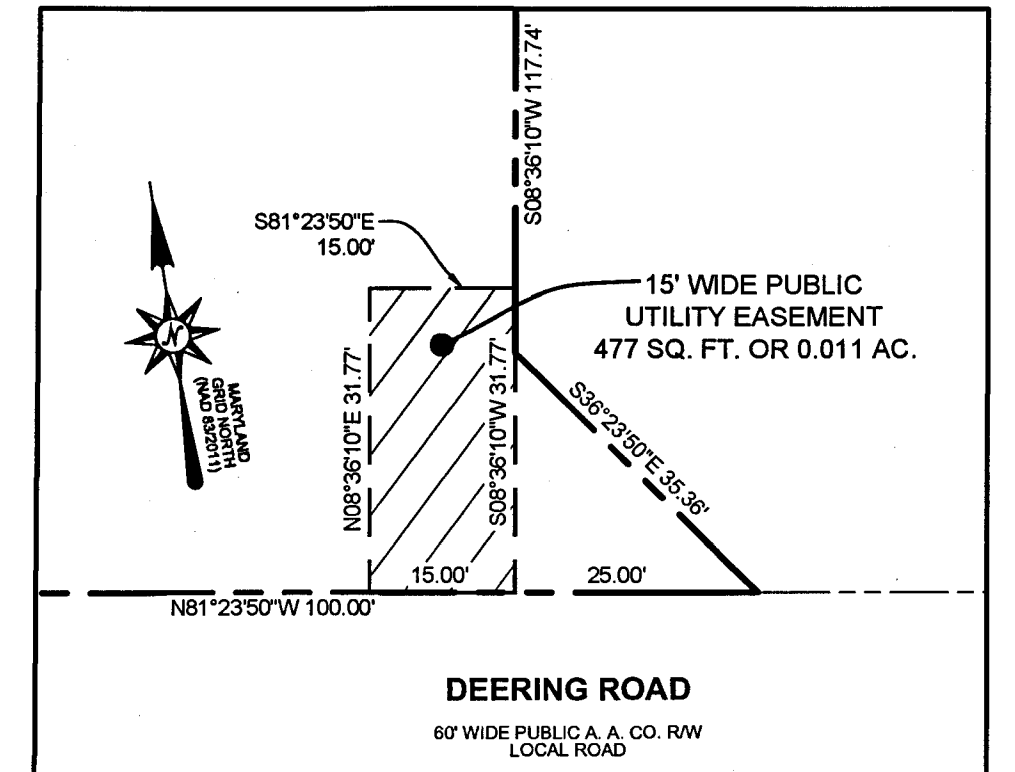 S08°36'10"W 117.74'
S81°23'50"E
15.00'
15' WIDE PUBLIC
UTILITY EASEMENT
477 SQ. FT. OR 0.011 AC.
N
MARYLAND
GRID NORTH
(NAD 83/2011)
N08°36'10"E 31.77'
S08°36'10"W 31.77'
S36°23'50"E 35.36'
15.00'
25.00'
N81°23'50"W 100.00'
DEERING ROAD
60' WIDE PUBLIC A. A. CO. R/W
LOCAL ROAD